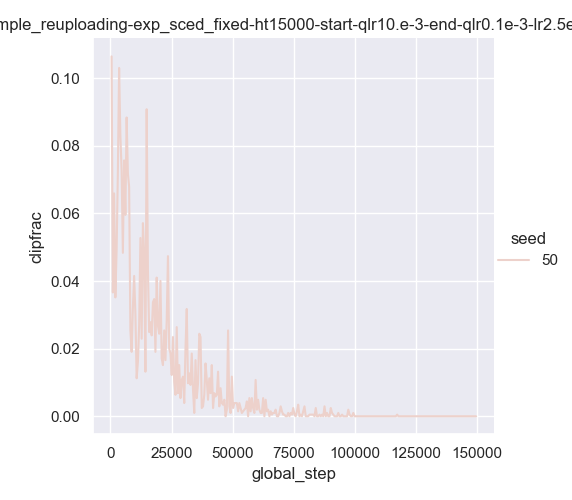 mple_reuploading-exp_sced_fixed-ht15000-start-qlr10.e-3-end-qlr0.1e-3-lr2.5e
0.10
0.08
0.06
0.04
0.02
0.00
clipfrac
0 25000 50000 75000 100000 125000 150000
global_step
seed
50